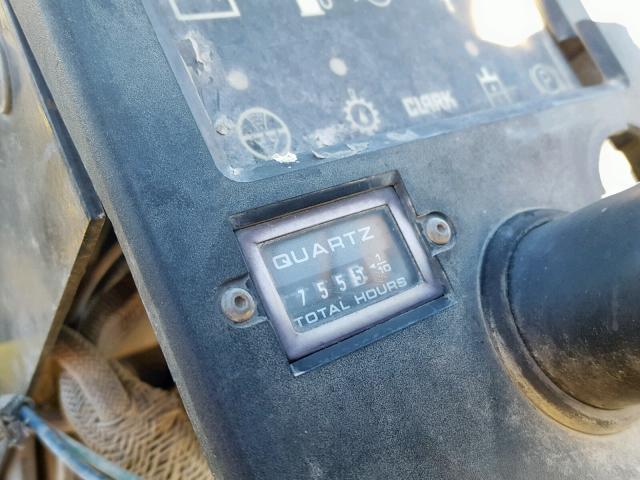 CLARK
QUARTZ
7555 1/10
TOTAL HOURS